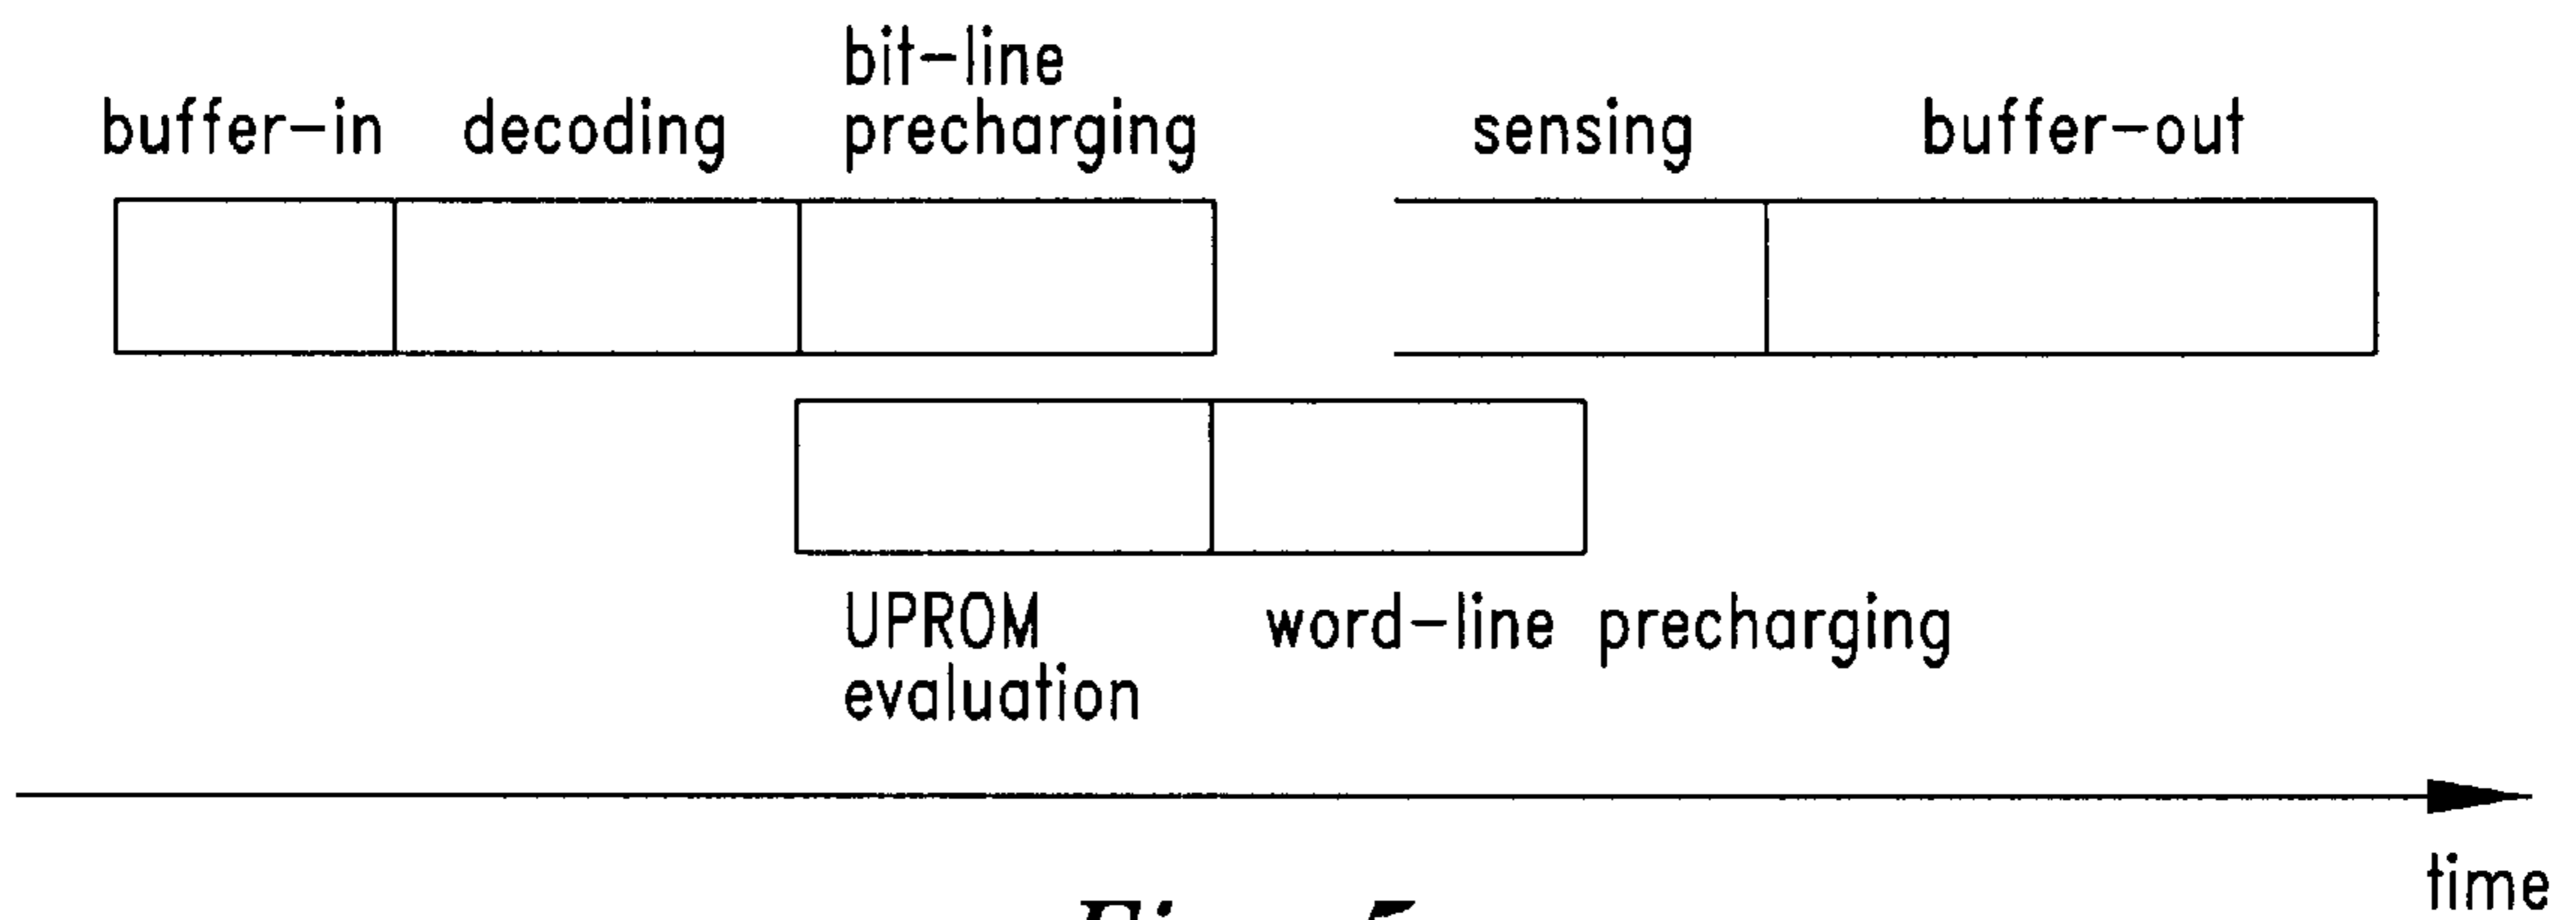 buffer-in
decoding
bit-line
precharging
sensing
buffer-out
UPROM
evaluation
word-line precharging
time